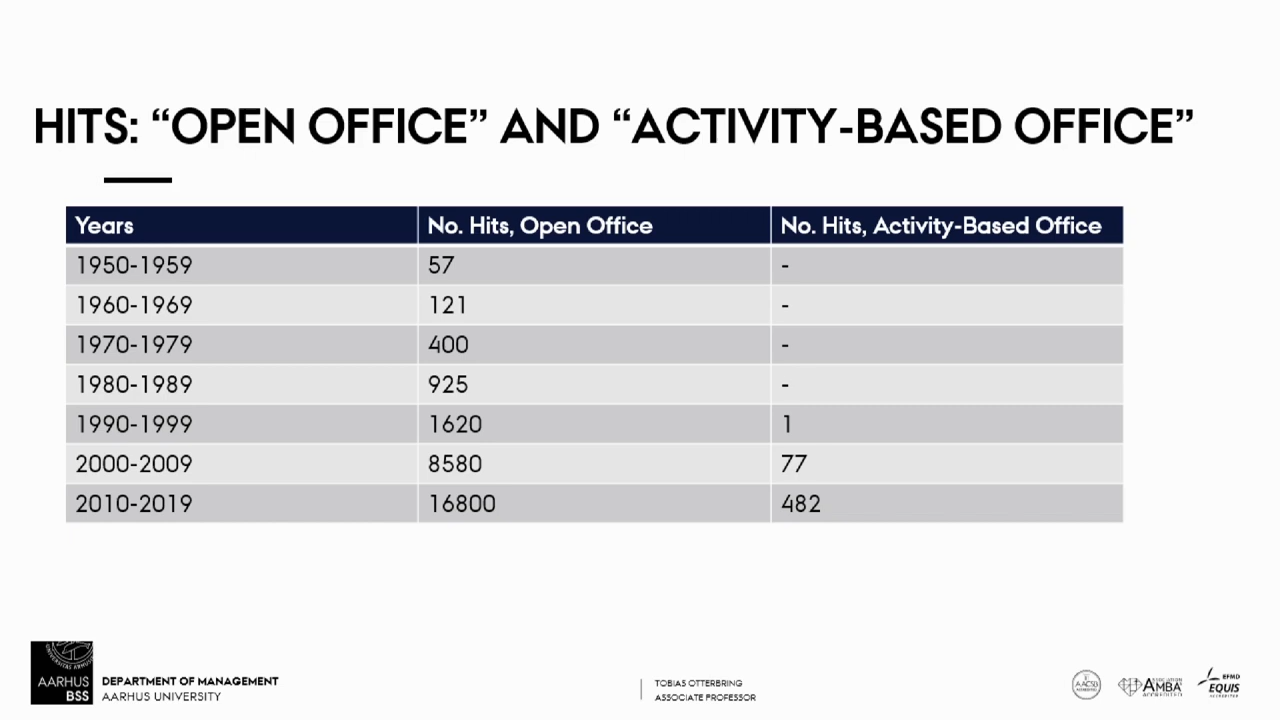 HITS: “OPEN OFFICE” AND “ACTIVITY-BASED OFFICE”
Years No. Hits, Open Office No. Hits, Activity-Based Office
1950-1959 57 -
1960-1969 121 -
1970-1979 400 -
1980-1989 925 -
1990-1999 1620 1
2000-2009 8580 77
2010-2019 16800 482
AARHUS
BSS
DEPARTMENT OF MANAGEMENT
AARHUS UNIVERSITY
TOBIAS OTTERBRING
ASSOCIATE PROFESSOR
AACSB
AMBA
EFMD
EQUIS